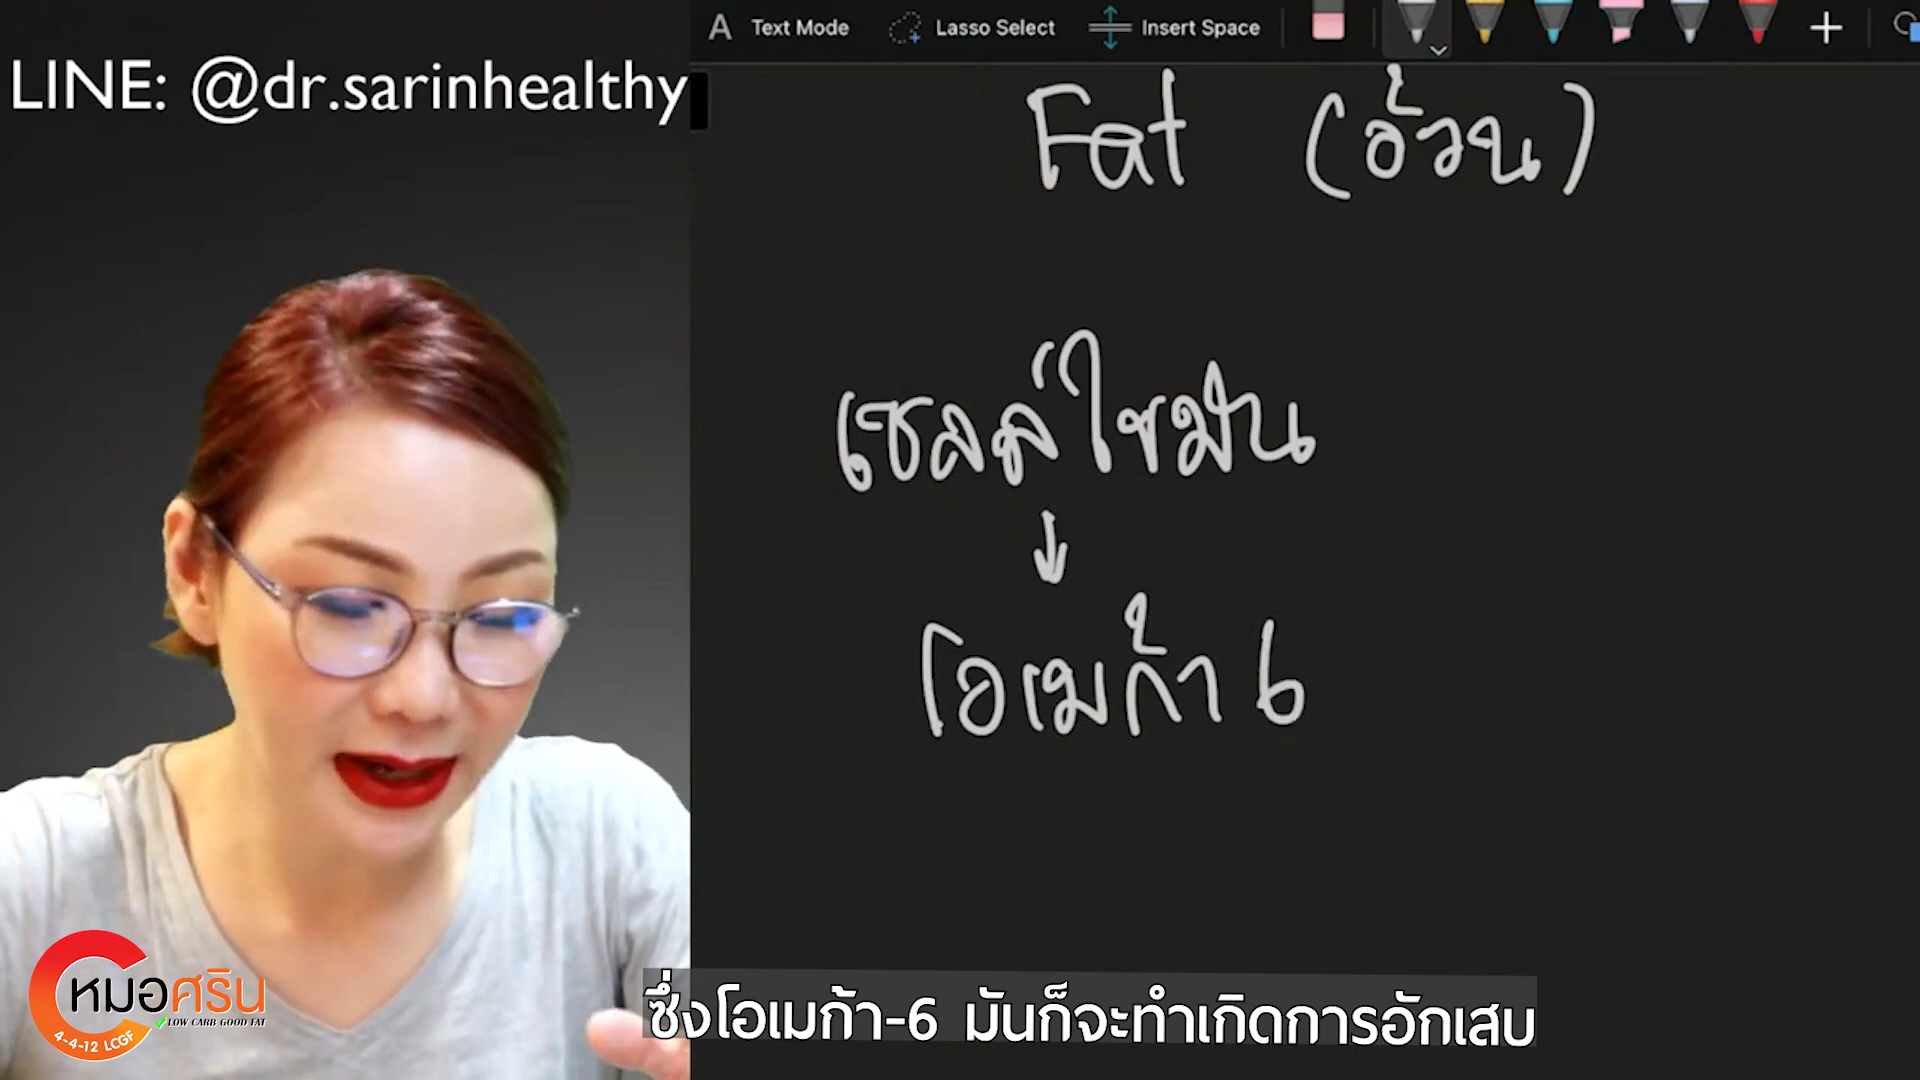 A Text Mode Lasso Select Insert Space
LINE: @dr.sarinhealthy
Fat (อ้วน)
เซลล์ไขมัน
↓
โอเมก้า 6
หมอศริน
LOW CARB GOOD FAT
4-4-12 LCGF
ซึ่งโอเมก้า-6 มันก็จะทำเกิดการอักเสบ